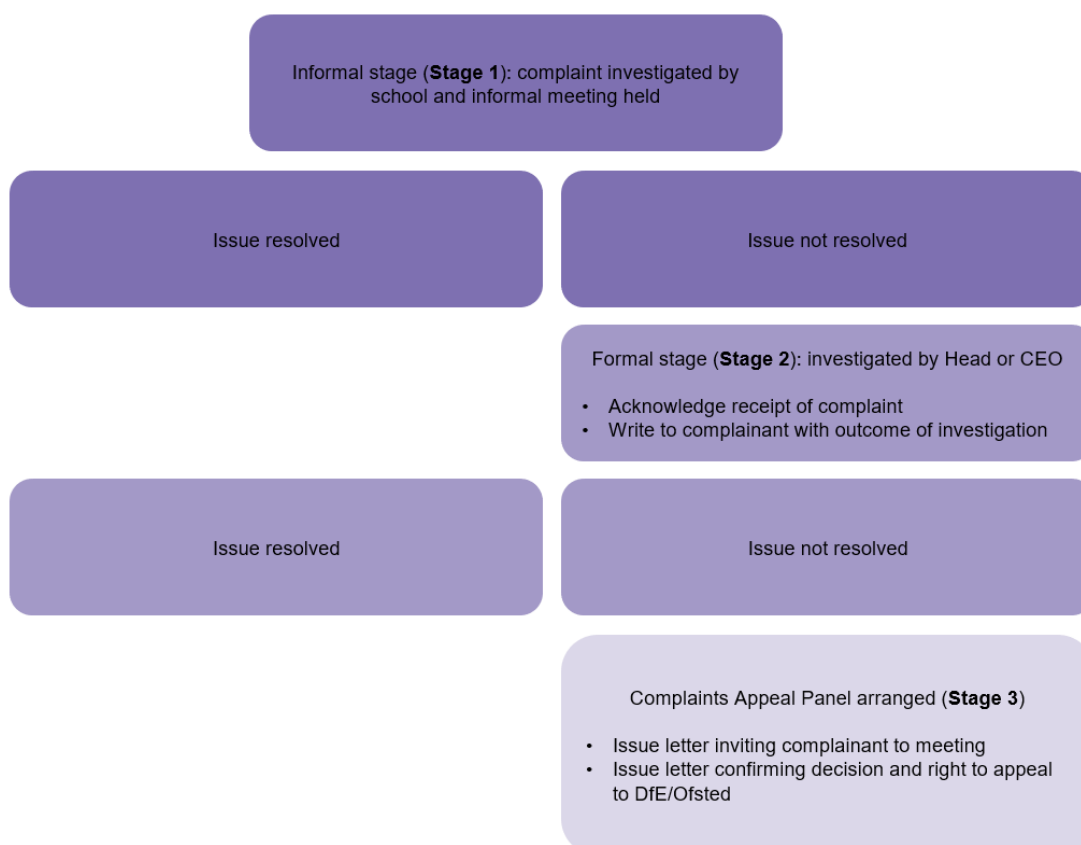 Informal stage (Stage 1): complaint investigated by
school and informal meeting held
Issue resolved
Issue not resolved
Formal stage (Stage 2): investigated by Head or CEO
• Acknowledge receipt of complaint
• Write to complainant with outcome of investigation
Issue resolved
Issue not resolved
Complaints Appeal Panel arranged (Stage 3)
• Issue letter inviting complainant to meeting
• Issue letter confirming decision and right to appeal
to DfE/Ofsted